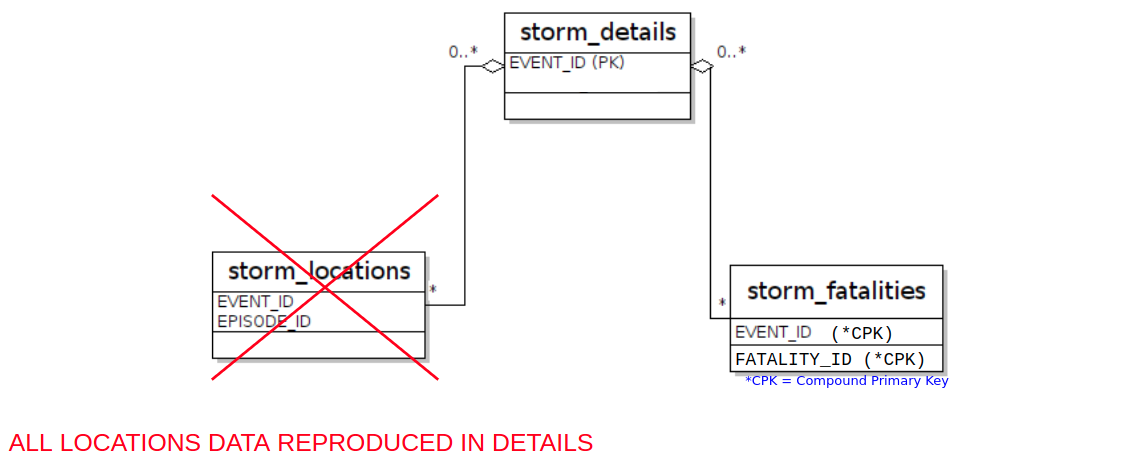 storm_details
0..*
0..*
EVENT_ID (PK)
storm_locations
*
EVENT_ID
EPISODE_ID
storm_fatalities
*
EVENT_ID (*CPK)
FATALITY_ID (*CPK)
*CPK = Compound Primary Key
ALL LOCATIONS DATA REPRODUCED IN DETAILS